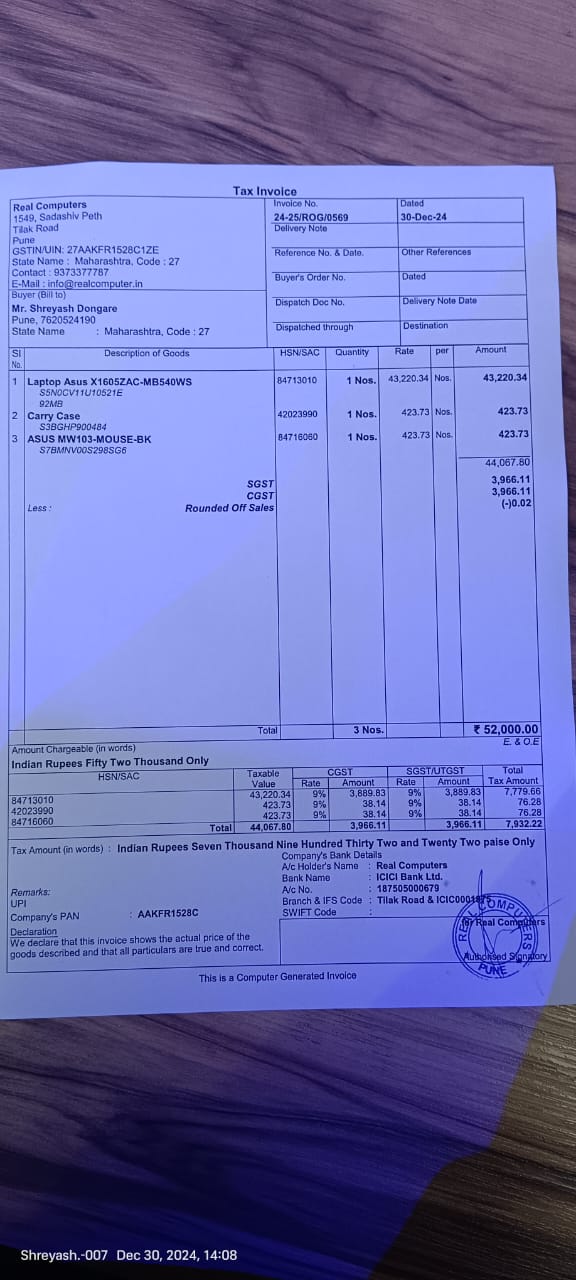 Tax Invoice
Real Computers
1549, Sadashiv Peth
Tilak Road
Pune
GSTIN/UIN: 27AAKFR1528C1ZE
State Name : Maharashtra, Code : 27
Contact : 9373377787
E-Mail : info@realcomputer.in
Invoice No. Dated
24-25/ROG/0569 30-Dec-24
Delivery Note
Reference No. & Date. Other References
Buyer's Order No. Dated
Dispatch Doc No. Delivery Note Date
Dispatched through Destination
Buyer (Bill to)
Mr. Shreyash Dongare
Pune, 7620524190
State Name : Maharashtra, Code : 27
Sl No. Description of Goods HSN/SAC Quantity Rate per Amount
1 Laptop Asus X1605ZAC-MB540WS 84713010 1 Nos. 43,220.34 Nos. 43,220.34
S5N0CV11U10521E
92MB
2 Carry Case 42023990 1 Nos. 423.73 Nos. 423.73
S3BGHP900484
3 ASUS MW103-MOUSE-BK 84716060 1 Nos. 423.73 Nos. 423.73
S7BMNV00S298SG6
44,067.80
SGST 3,966.11
CGST 3,966.11
Less : Rounded Off Sales (-)0.02
Total 3 Nos. ₹ 52,000.00
Amount Chargeable (in words) E. & O.E
Indian Rupees Fifty Two Thousand Only
HSN/SAC Taxable Value CGST SGST/UTGST Total Tax Amount
Rate Amount Rate Amount
84713010 43,220.34 9% 3,889.83 9% 3,889.83 7,779.66
42023990 423.73 9% 38.14 9% 38.14 76.28
84716060 423.73 9% 38.14 9% 38.14 76.28
Total 44,067.80 3,966.11 3,966.11 7,932.22
Tax Amount (in words) : Indian Rupees Seven Thousand Nine Hundred Thirty Two and Twenty Two paise Only
Company's Bank Details
A/c Holder's Name : Real Computers
Bank Name : ICICI Bank Ltd.
A/c No. : 187505000679
Branch & IFS Code : Tilak Road &
SWIFT Code :
Remarks:
UPI
Company's PAN : AAKFR1528C
Declaration
We declare that this invoice shows the actual price of the
goods described and that all particulars are true and correct.
for Real Computers
REAL COMPUTERS
PUNE
Authorised Signatory
This is a Computer Generated Invoice
Shreyash.-007 Dec 30, 2024, 14:08